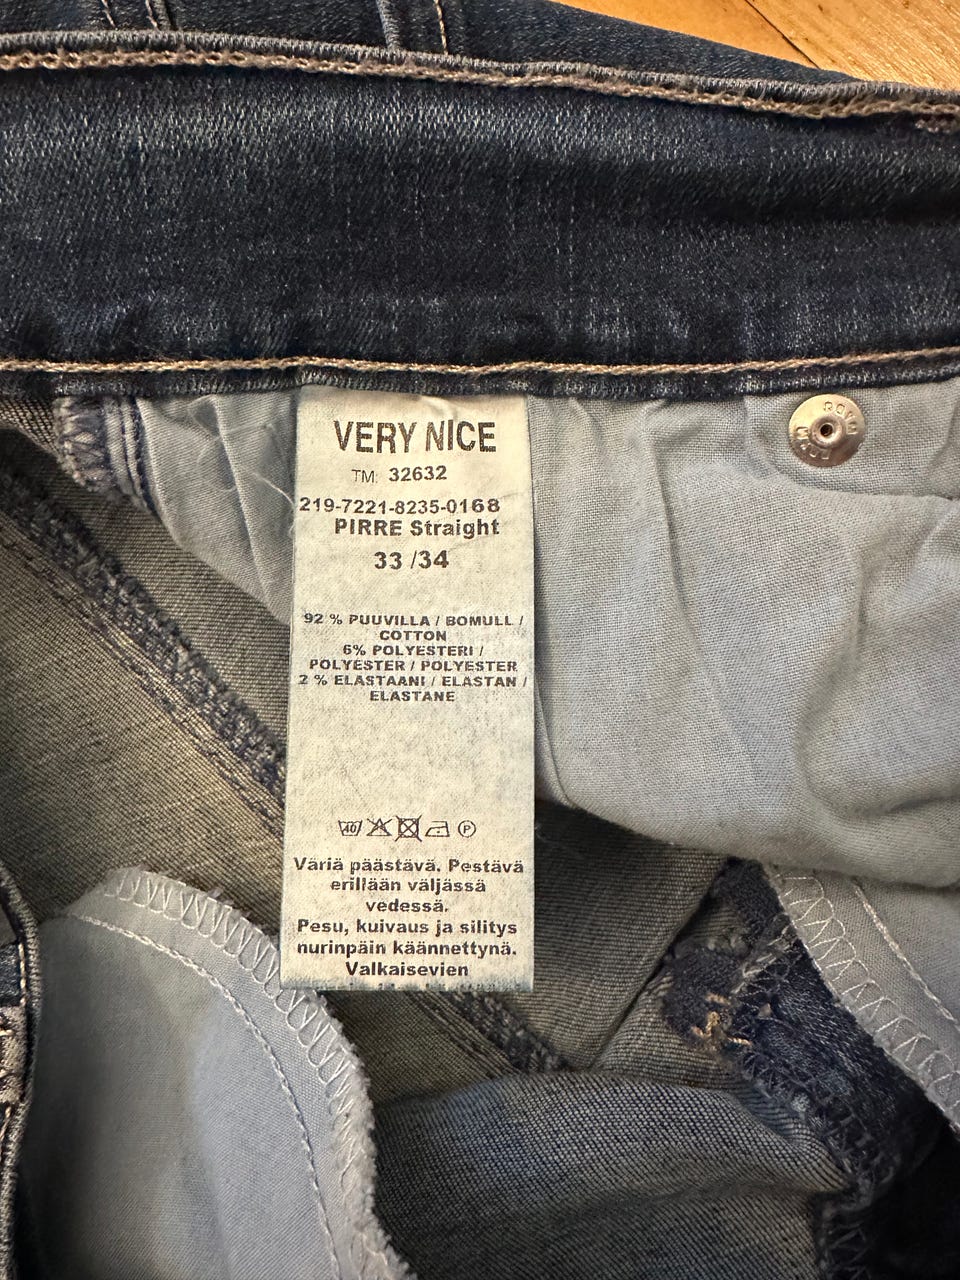 VERY NICE
TM: 32632
219-7221-8235-0168
PIRRE Straight
33 /34
92 % PUUVILLA / BOMULL /
COTTON
6% POLYESTERI /
POLYESTER / POLYESTER
2 % ELASTAANI / ELASTAN /
ELASTANE
40
P
Väriä päästävä. Pestävä
erillään väljässä
vedessä.
Pesu, kuivaus ja silitys
nurinpäin käännettynä.
Valkaisevien